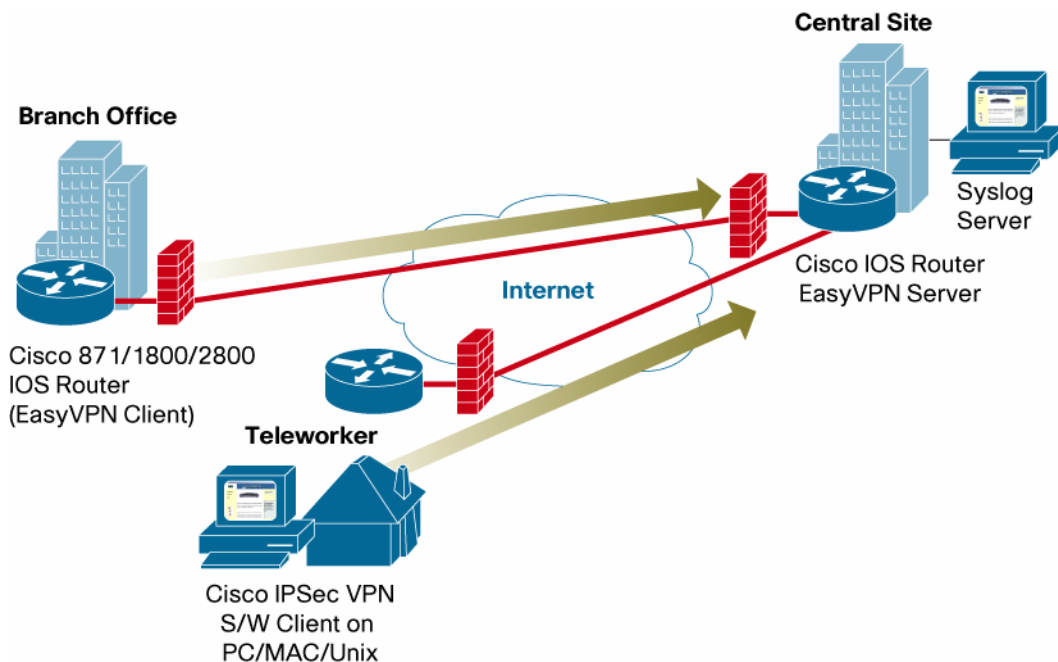 Central Site
Branch Office
Syslog
Server
Internet
Cisco IOS Router
EasyVPN Server
Cisco 871/1800/2800
IOS Router
(EasyVPN Client)
Teleworker
Cisco IPSec VPN
S/W Client on
PC/MAC/Unix